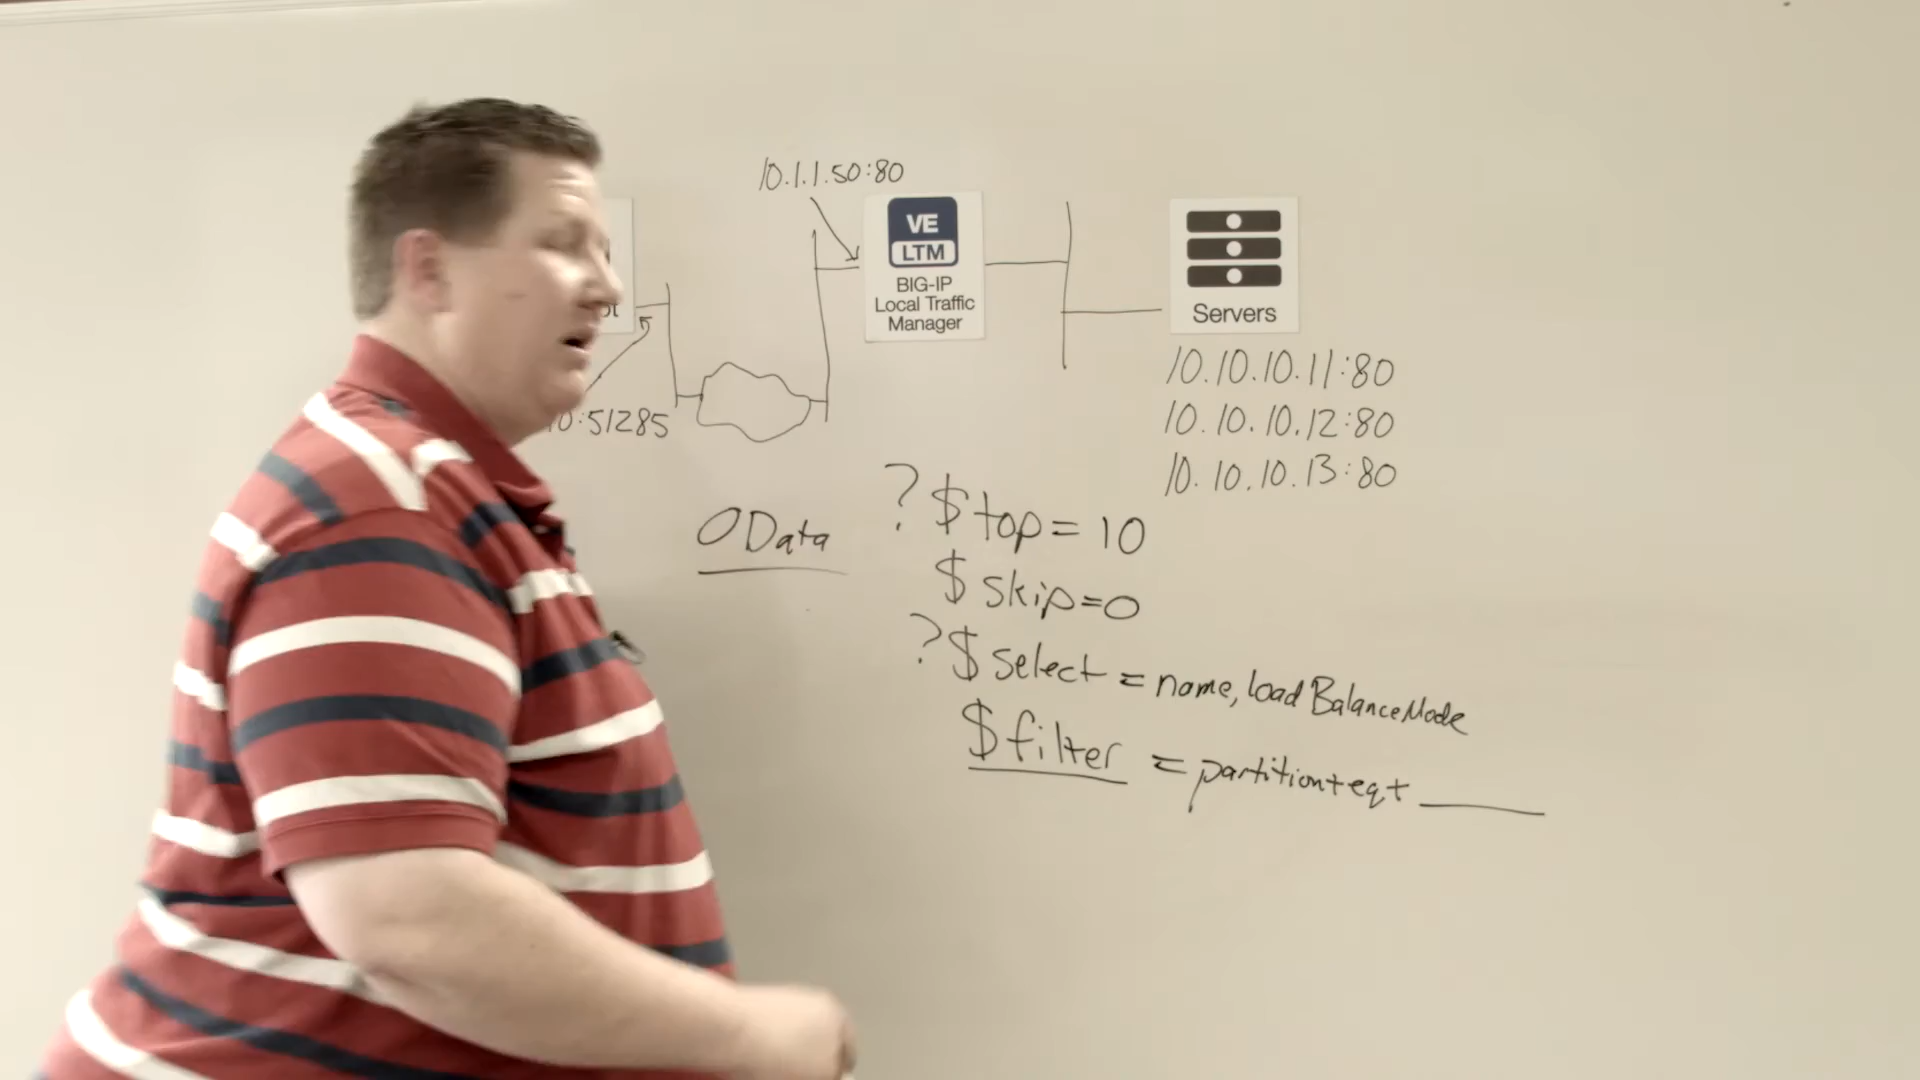 10.1.1.50:80
VE
LTM
BIG-IP
Local Traffic
Manager
Servers
10.10.10.11:80
10.10.10.12:80
10.10.10.13:80
0:51285
OData
?$top=10
$skip=0
?$select=name,loadBalanceMode
$filter=partition+eq+